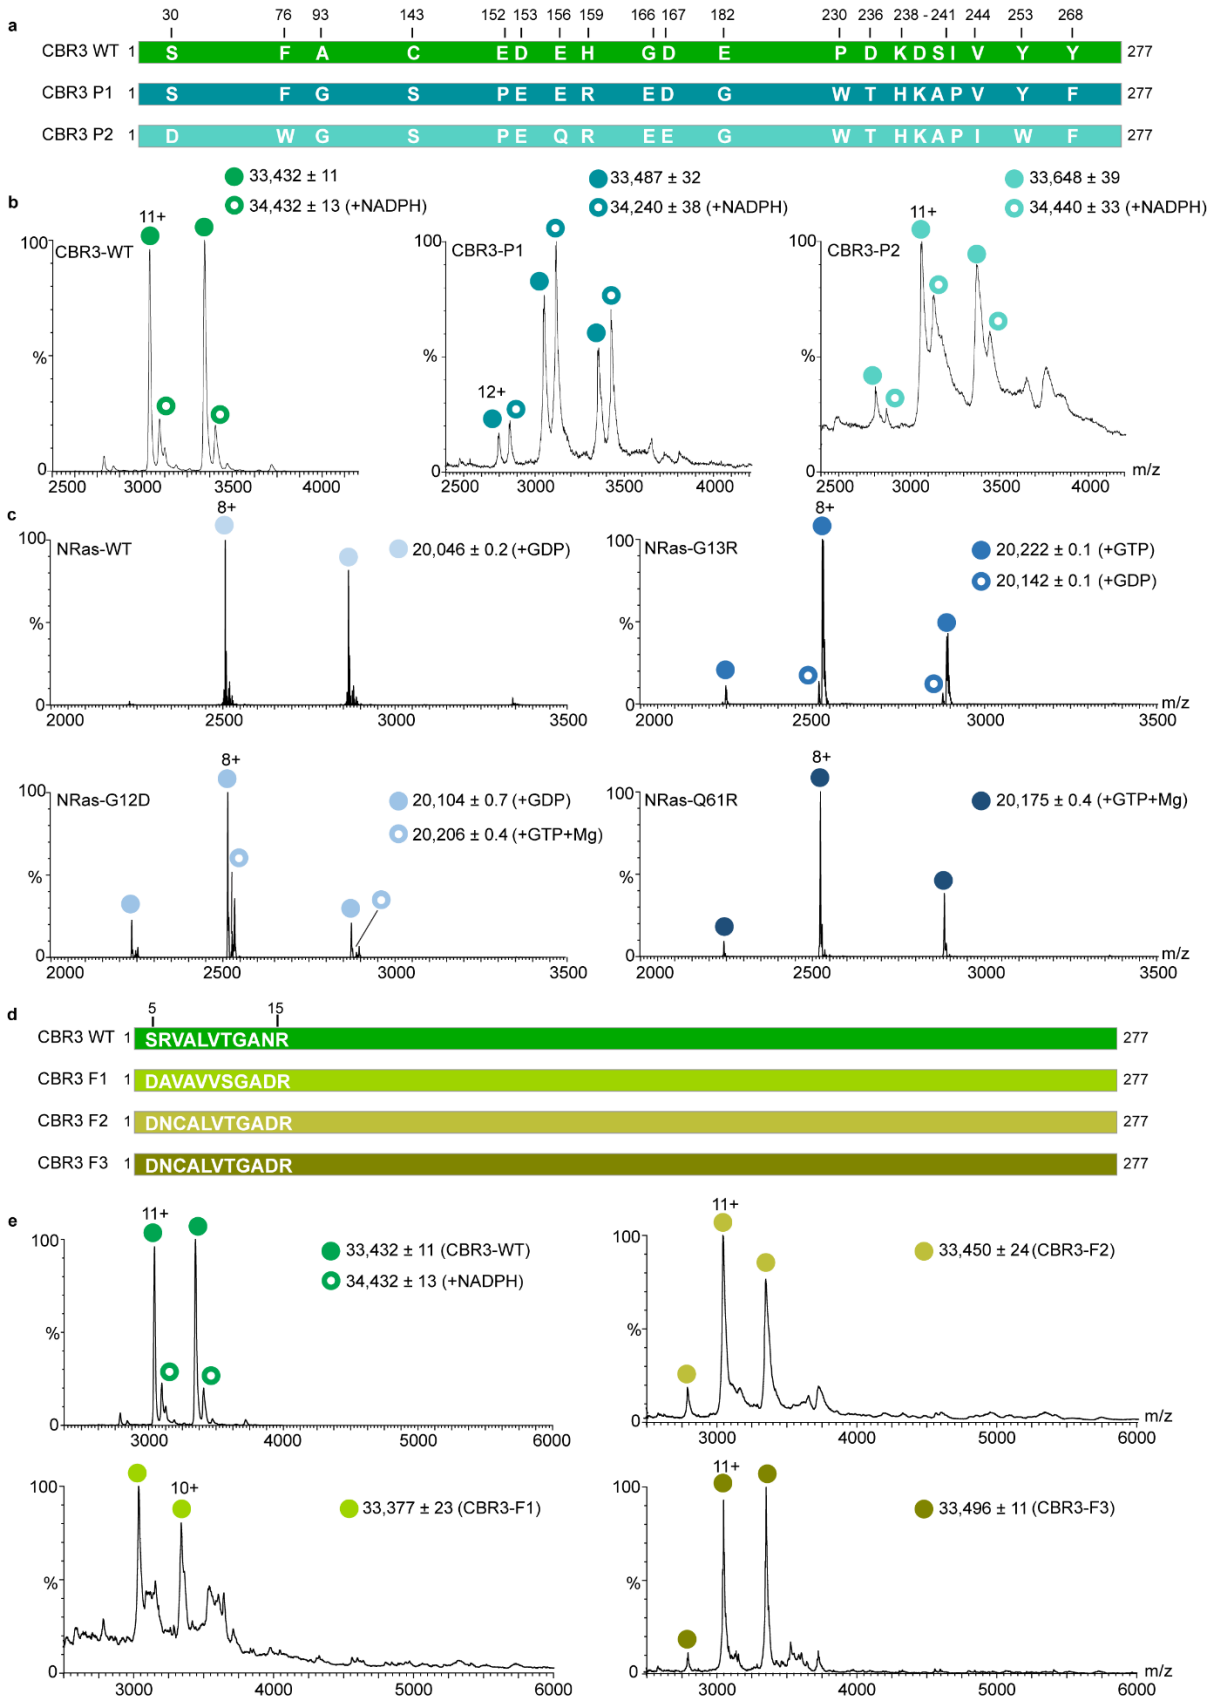 a
30 76 93 143 152 153 156 159 166 167 182 230 236 238 - 241 244 253 268
CBR3 WT 1 S F A C E D E H G D E P D K D S I V Y Y 277
CBR3 P1 1 S F G S P E E R E D G W T H K A P V Y F 277
CBR3 P2 1 D W G S P E Q R E E G W T H K A P I W F 277
b
33,432 ± 11
34,432 ± 13 (+NADPH)
33,487 ± 32
34,240 ± 38 (+NADPH)
33,648 ± 39
34,440 ± 33 (+NADPH)
CBR3-WT
11+
100
%
0
2500 3000 3500 4000
CBR3-P1
12+
100
%
0
2500 3000 3500 4000
CBR3-P2
11+
100
%
0
2500 3000 3500 4000
m/z
c
NRas-WT
8+
20,046 ± 0.2 (+GDP)
100
%
0
2000 2500 3000 3500
NRas-G13R
8+
20,222 ± 0.1 (+GTP)
20,142 ± 0.1 (+GDP)
100
%
0
2000 2500 3000 3500
m/z
NRas-G12D
8+
20,104 ± 0.7 (+GDP)
20,206 ± 0.4 (+GTP+Mg)
100
%
0
2000 2500 3000 3500
NRas-Q61R
8+
20,175 ± 0.4 (+GTP+Mg)
100
%
0
2000 2500 3000 3500
m/z
d
5 15
CBR3 WT 1 SRVALVTGANR 277
CBR3 F1 1 DAVAVVSGADR 277
CBR3 F2 1 DNCALVTGADR 277
CBR3 F3 1 DNCALVTGADR 277
e
11+
33,432 ± 11 (CBR3-WT)
34,432 ± 13 (+NADPH)
100
%
0
3000 4000 5000 6000
11+
33,450 ± 24 (CBR3-F2)
100
%
0
3000 4000 5000 6000
m/z
10+
33,377 ± 23 (CBR3-F1)
100
%
0
3000 4000 5000 6000
11+
33,496 ± 11 (CBR3-F3)
100
%
0
3000 4000 5000 6000
m/z